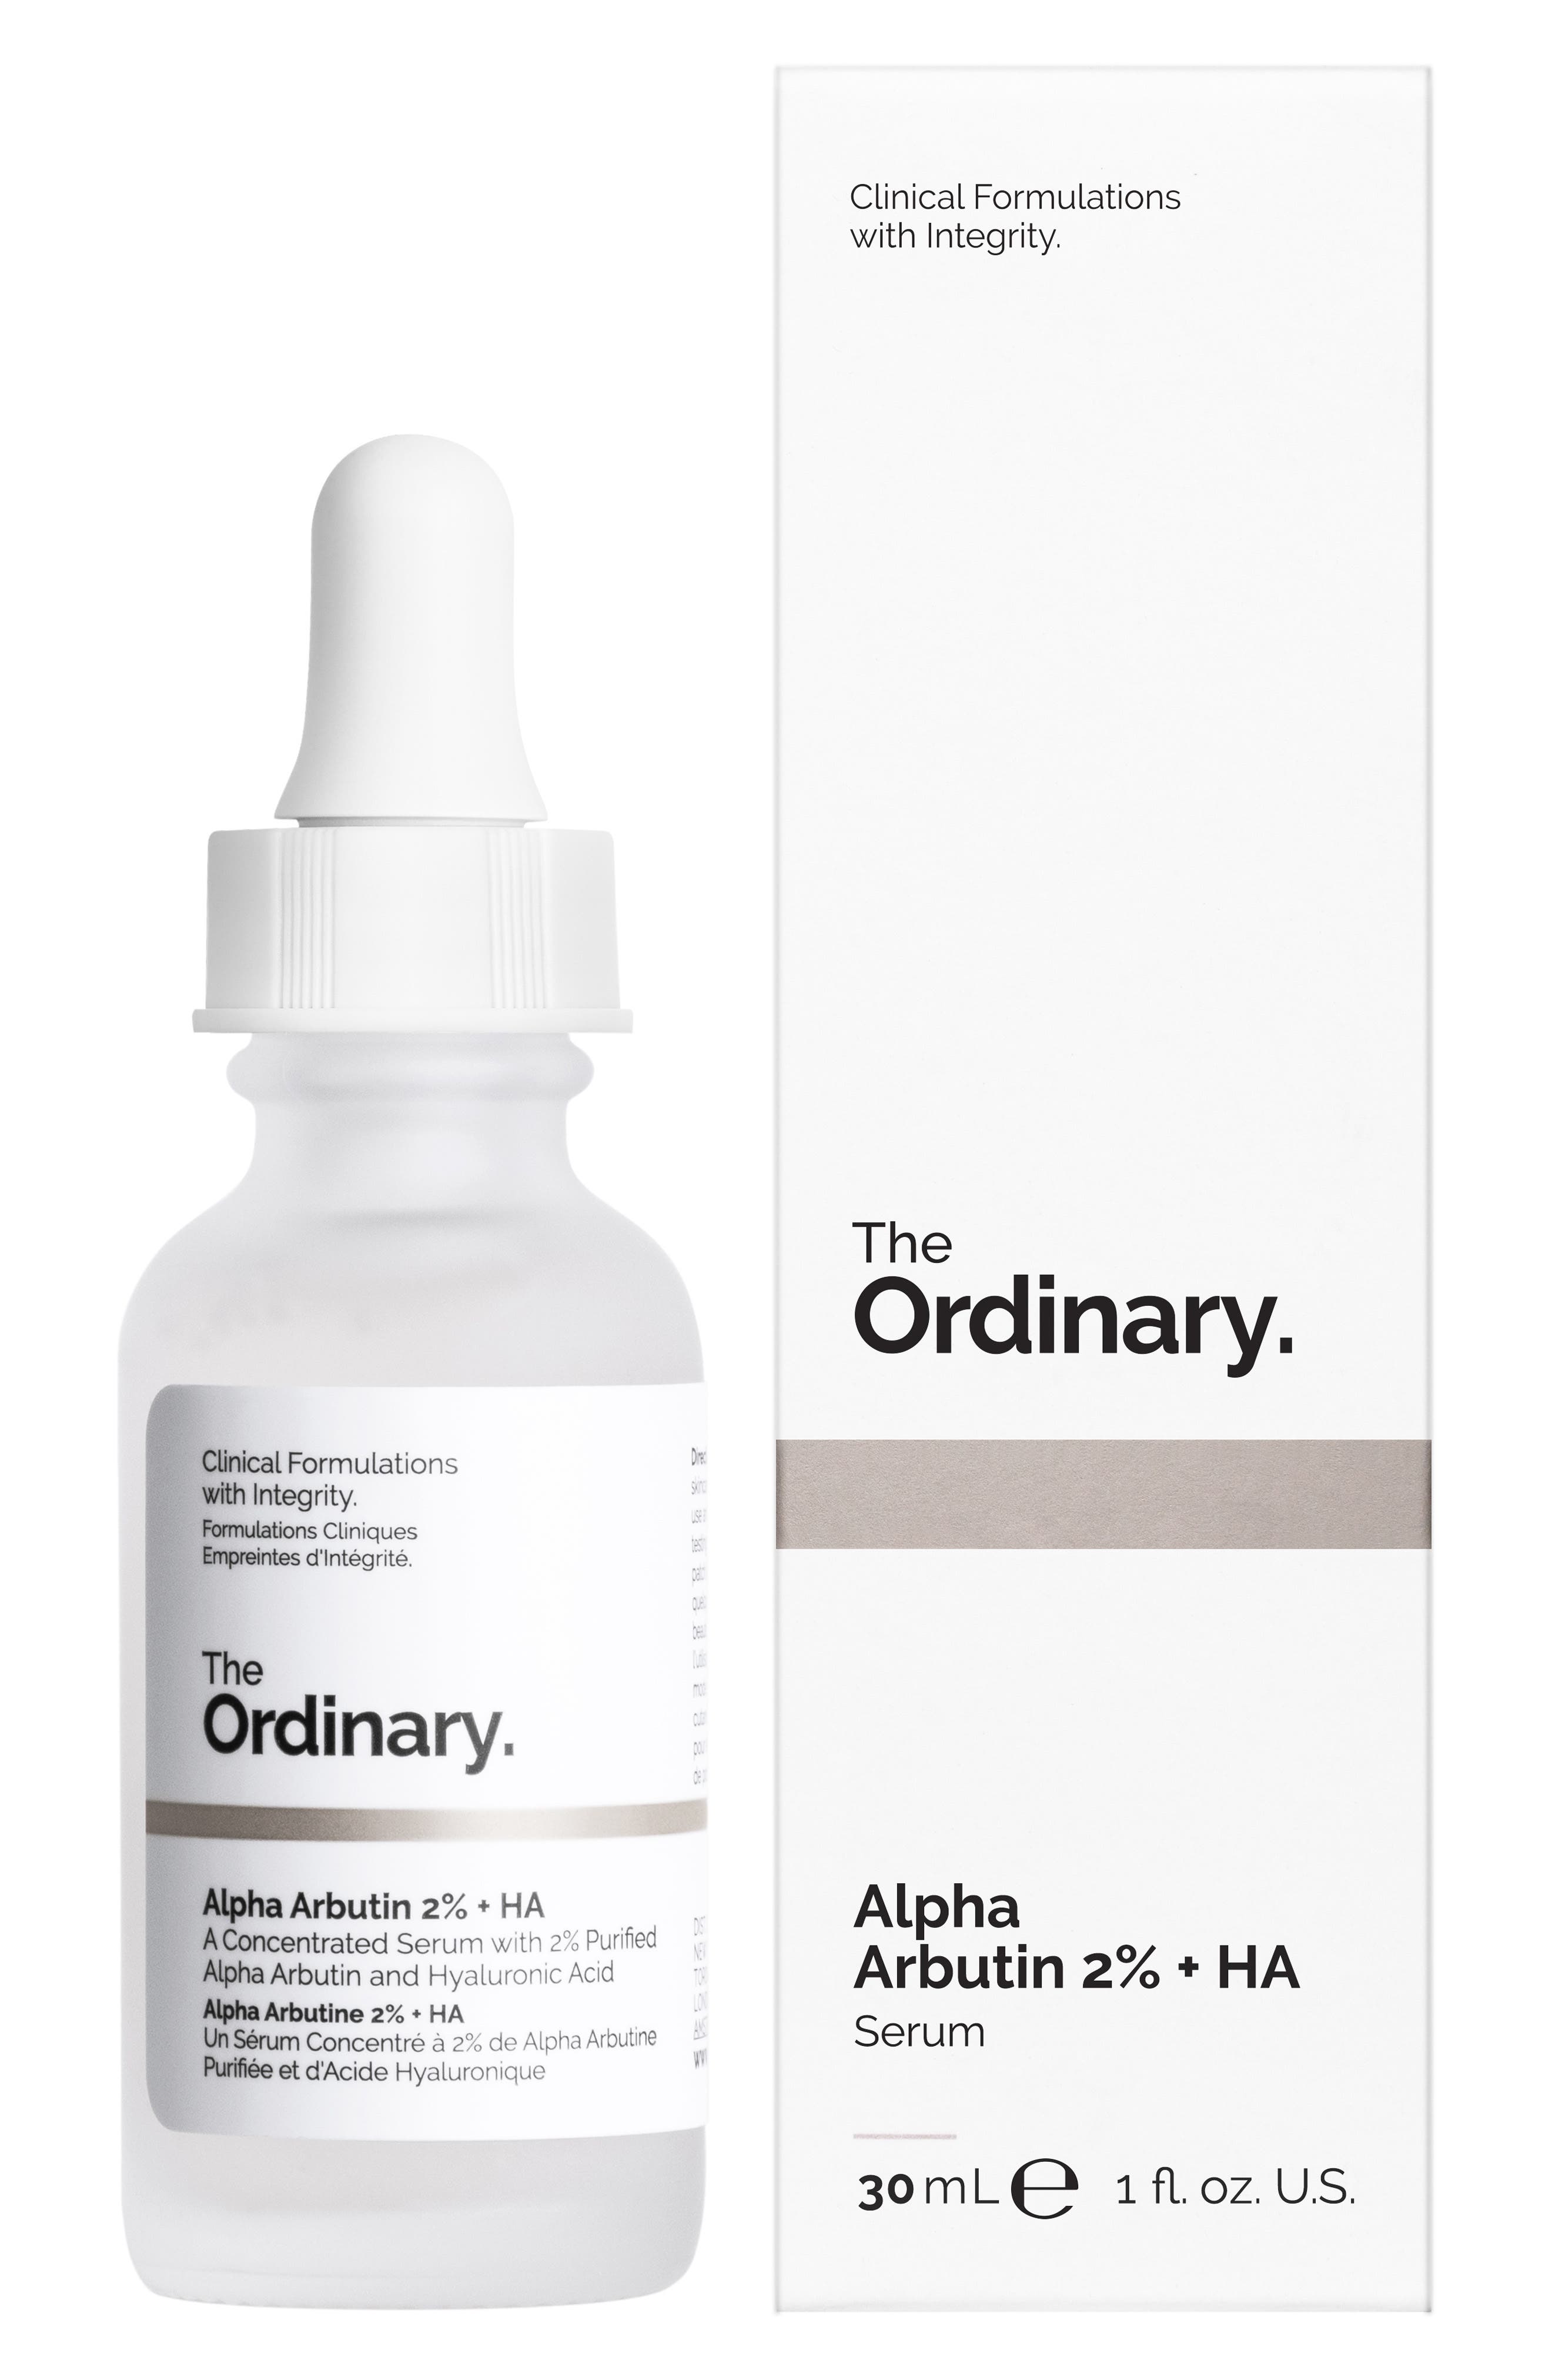 Clinical Formulations
with Integrity.
Formulations Cliniques
Empreintes d'Intégrité.
The
Ordinary.
Alpha Arbutin 2% + HA
A Concentrated Serum with 2% Purified
Alpha Arbutin and Hyaluronic Acid
Alpha Arbutine 2% + HA
Un Sérum Concentré à 2% de Alpha Arbutine
Purifiée et d'Acide Hyaluronique
Clinical Formulations
with Integrity.
The
Ordinary.
Alpha
Arbutin 2% + HA
Serum
30 mL ℮ 1 fl. oz. U.S.